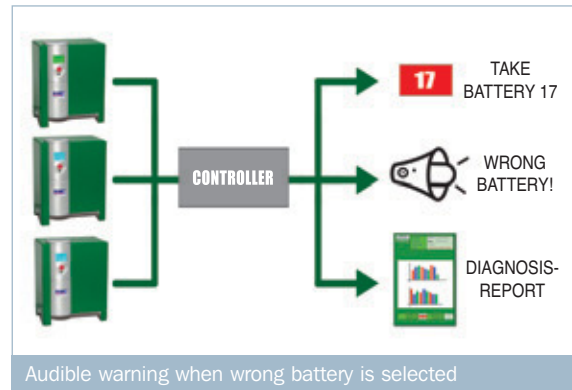 CONTROLLER
17
TAKE
BATTERY 17
WRONG
BATTERY!
DIAGNOSIS-
REPORT
Audible warning when wrong battery is selected